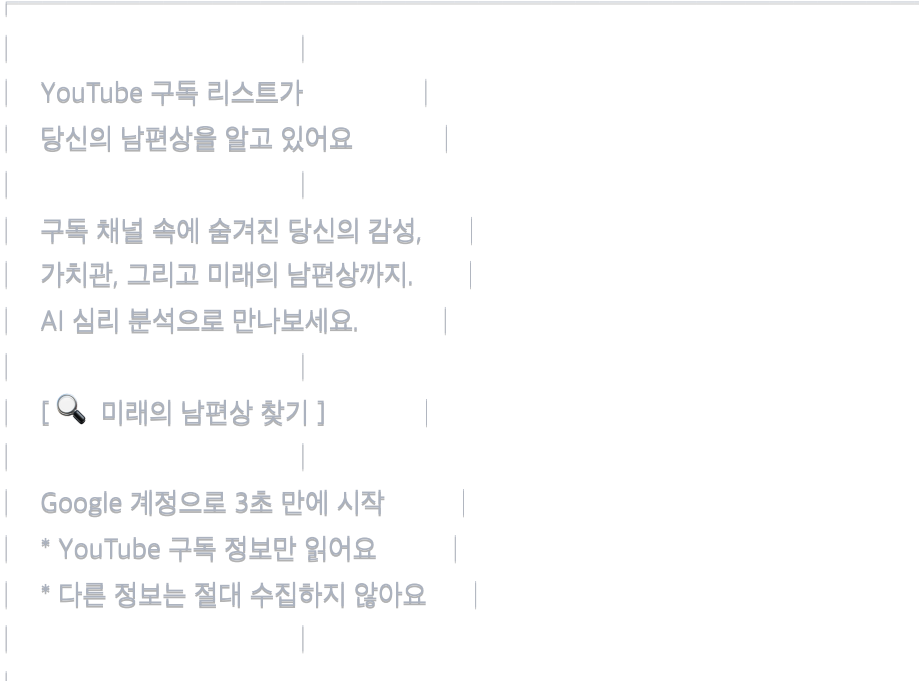 YouTube 구독 리스트가
당신의 남편상을 알고 있어요
구독 채널 속에 숨겨진 당신의 감성,
가치관, 그리고 미래의 남편상까지.
AI 심리 분석으로 만나보세요.
[🔍 미래의 남편상 찾기 ]
Google 계정으로 3초 만에 시작
* YouTube 구독 정보만 읽어요
* 다른 정보는 절대 수집하지 않아요